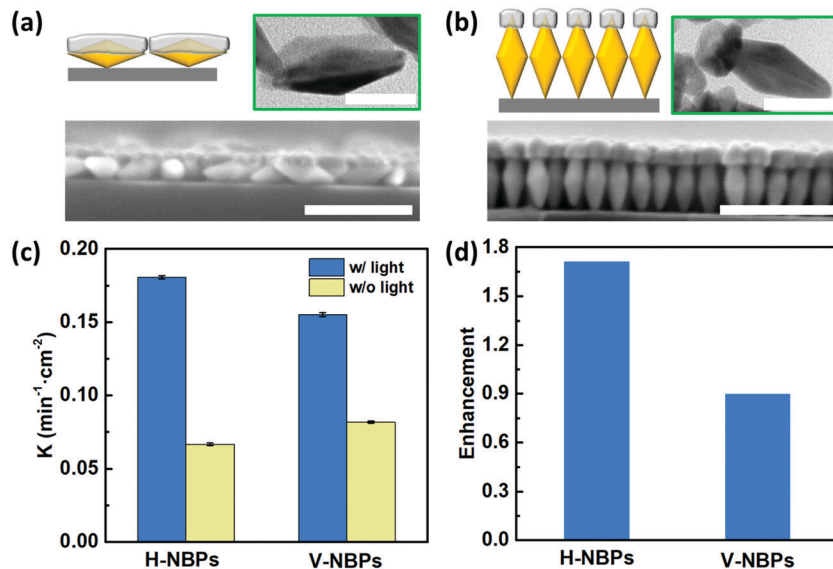 (a)
(b)
(c)
0.20
0.15
0.10
0.05
0.00
K (min⁻¹·cm⁻²)
w/ light
w/o light
H-NBPs
V-NBPs
(d)
1.8
1.5
1.2
0.9
0.6
0.3
0.0
Enhancement
H-NBPs
V-NBPs